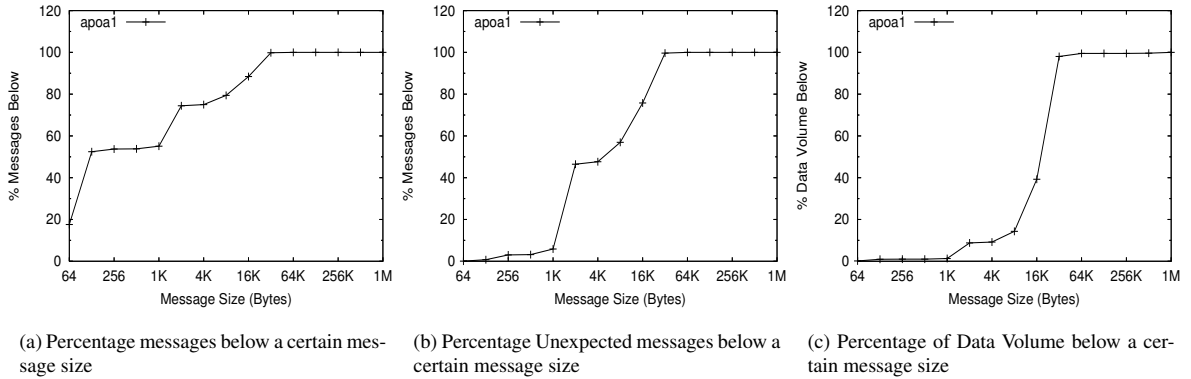 apoa1
120
100
80
60
40
20
0
% Messages Below
64 256 1K 4K 16K 64K 256K 1M
Message Size (Bytes)
(a) Percentage messages below a certain mes-
sage size
apoa1
120
100
80
60
40
20
0
% Messages Below
64 256 1K 4K 16K 64K 256K 1M
Message Size (Bytes)
(b) Percentage Unexpected messages below a
certain message size
apoa1
120
100
80
60
40
20
0
% Data Volume Below
64 256 1K 4K 16K 64K 256K 1M
Message Size (Bytes)
(c) Percentage of Data Volume below a cer-
tain message size